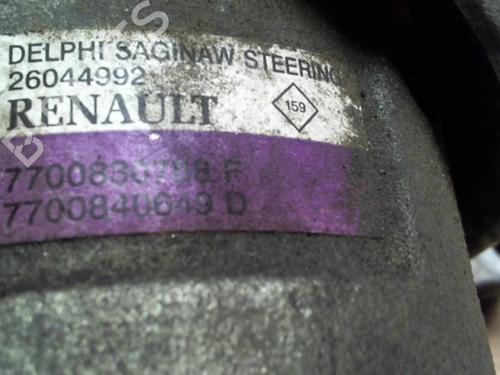 DELPHI SAGINAW STEERING
26044992
RENAULT
159
7700840649 D